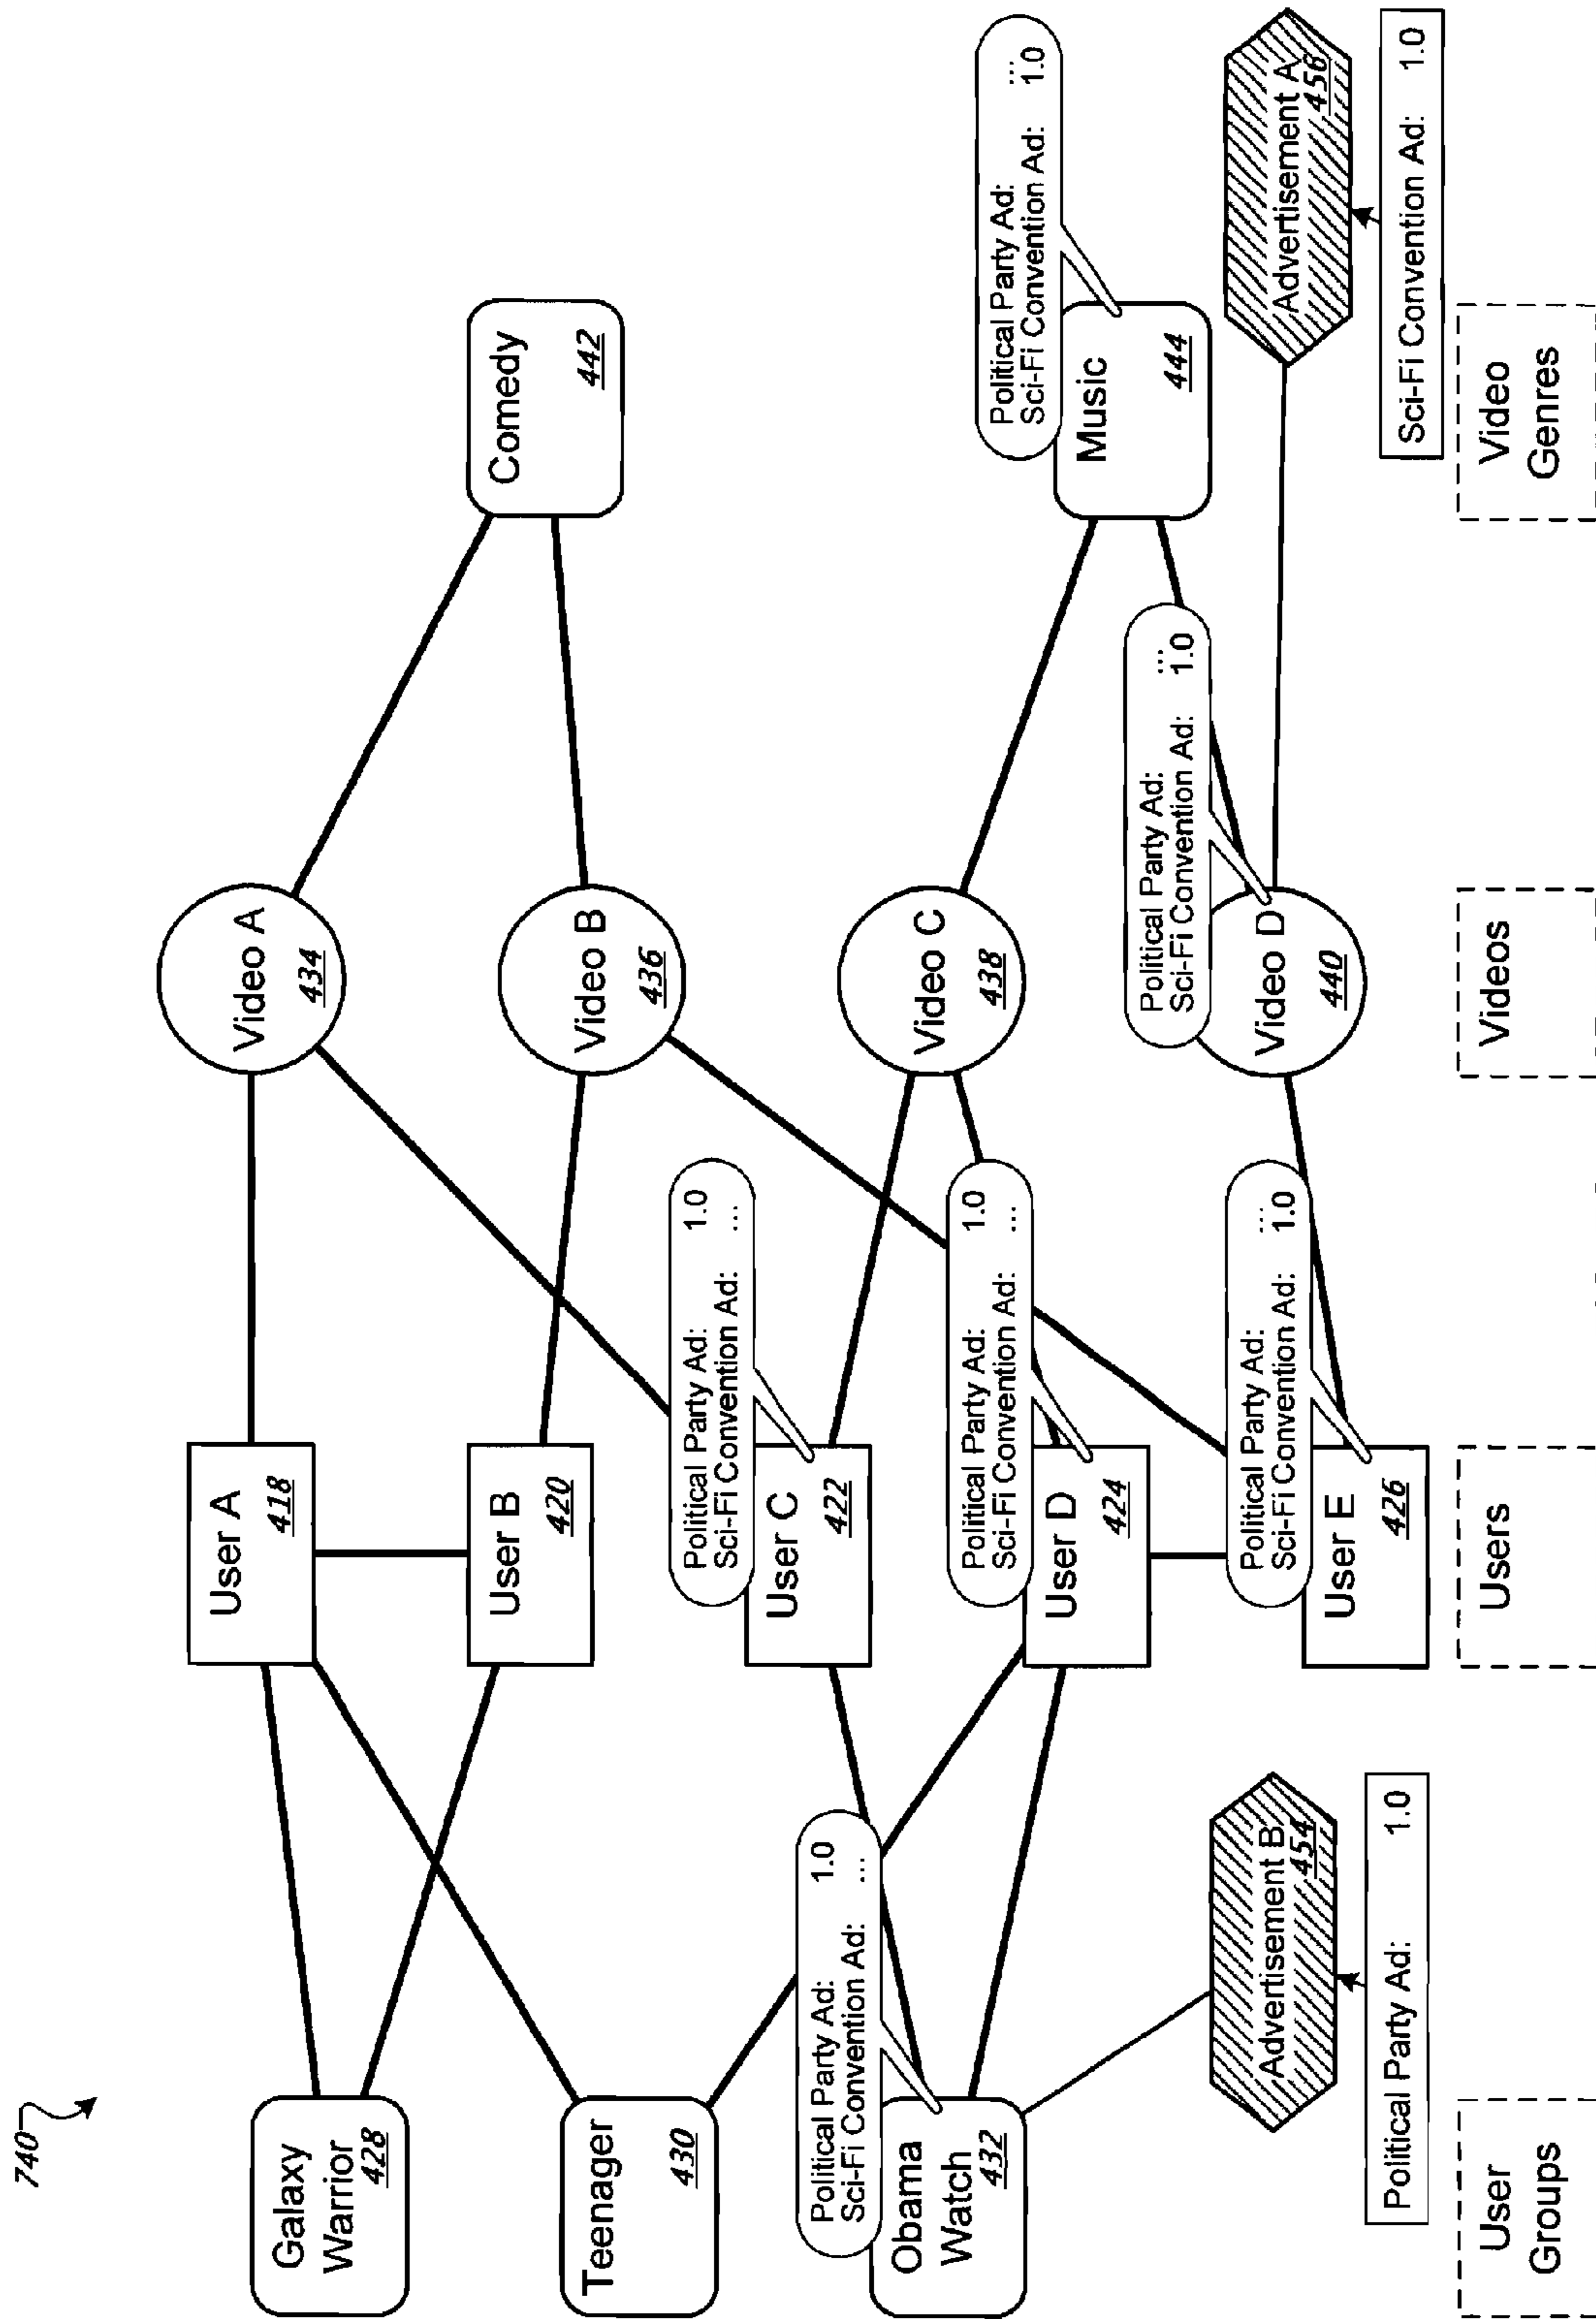 740
Galaxy
Warrior
428
Teenager
430
Obama
Watch
432
Political Party Ad: 1.0
Sci-Fi Convention Ad: ...
Advertisement B
454
Political Party Ad: 1.0
User
Groups
User A
418
User B
420
User C
422
Political Party Ad: 1.0
Sci-Fi Convention Ad: ...
User D
424
Political Party Ad: 1.0
Sci-Fi Convention Ad: ...
User E
426
Political Party Ad: ...
Sci-Fi Convention Ad: 1.0
Users
Video A
434
Video B
436
Video C
438
Video D
440
Political Party Ad: ...
Sci-Fi Convention Ad: 1.0
Videos
Comedy
442
Music
444
Political Party Ad: ...
Sci-Fi Convention Ad: 1.0
Advertisement A
456
Sci-Fi Convention Ad: 1.0
Video
Genres